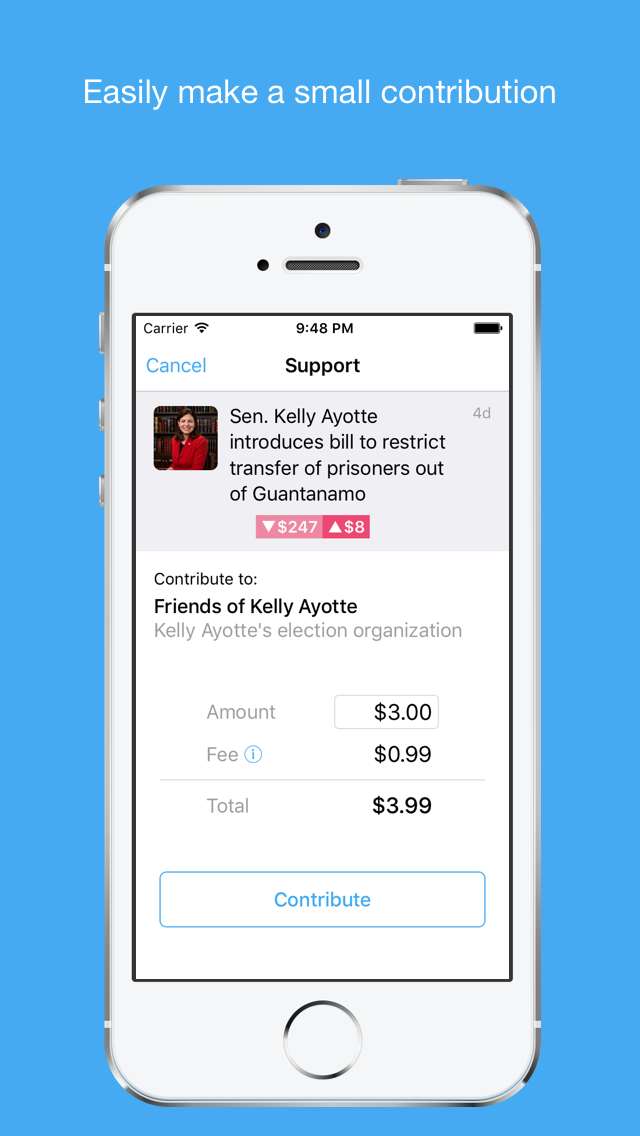 Easily make a small contribution
Carrier 9:48 PM
Cancel Support
Sen. Kelly Ayotte 4d
introduces bill to restrict
transfer of prisoners out
of Guantanamo
▼$247 ▲$8
Contribute to:
Friends of Kelly Ayotte
Kelly Ayotte's election organization
Amount $3.00
Fee ⓘ $0.99
Total $3.99
Contribute